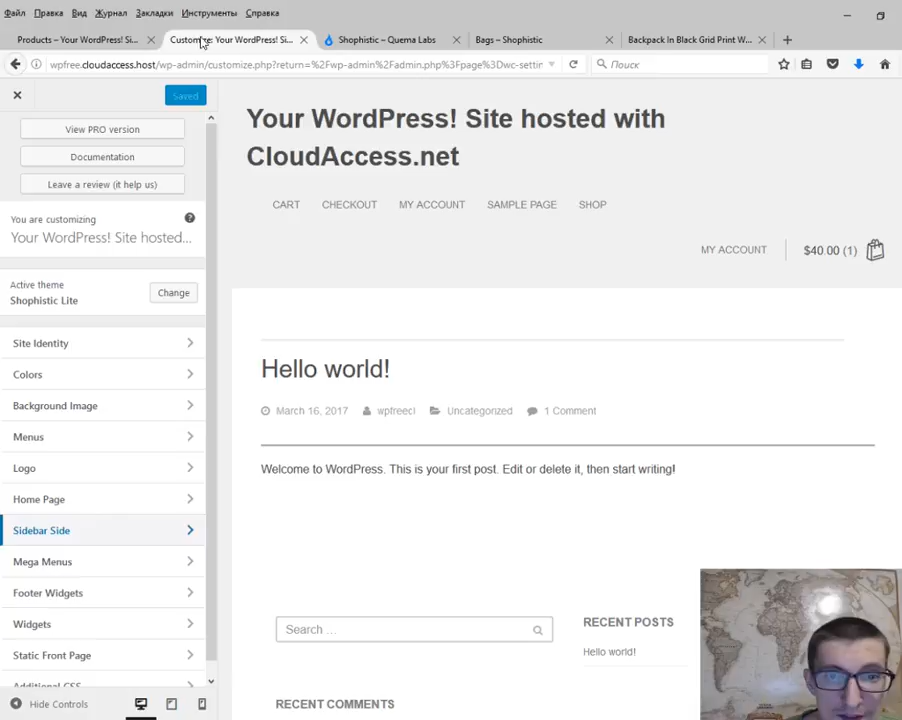 Файл Правка Вид Журнал Закладки Инструменты Справка
Products – Your WordPress! Si...
Customize: Your WordPress! Si...
Shophistic – Quema Labs
Bags – Shophistic
Backpack In Black Grid Print W...
wpfree.cloudaccess.host/wp-admin/customize.php?return=%2Fwp-admin%2Fadmin.php%3Fpage%3Dwc-settin
Поиск
Saved
View PRO version
Documentation
Leave a review (it help us)
You are customizing
Your WordPress! Site hosted...
Active theme
Shophistic Lite
Change
Site Identity
Colors
Background Image
Menus
Logo
Home Page
Sidebar Side
Mega Menus
Footer Widgets
Widgets
Static Front Page
Additional CSS
Hide Controls
Your WordPress! Site hosted with
CloudAccess.net
CART CHECKOUT MY ACCOUNT SAMPLE PAGE SHOP
MY ACCOUNT $40.00 (1)
Hello world!
March 16, 2017 wpfreecl Uncategorized 1 Comment
Welcome to WordPress. This is your first post. Edit or delete it, then start writing!
Search ...
RECENT POSTS
Hello world!
RECENT COMMENTS